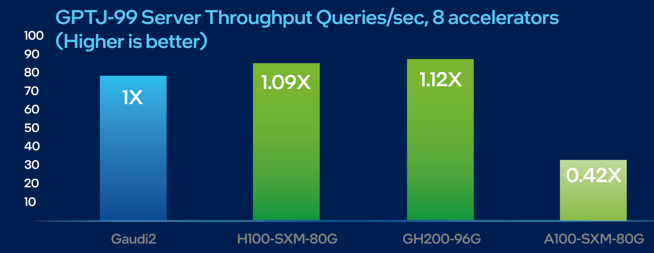 GPTJ-99 Server Throughput Queries/sec, 8 accelerators
(Higher is better)
100
90
80
70
60
50
40
30
20
10
1X
1.09X
1.12X
0.42X
Gaudi2
H100-SXM-80G
GH200-96G
A100-SXM-80G